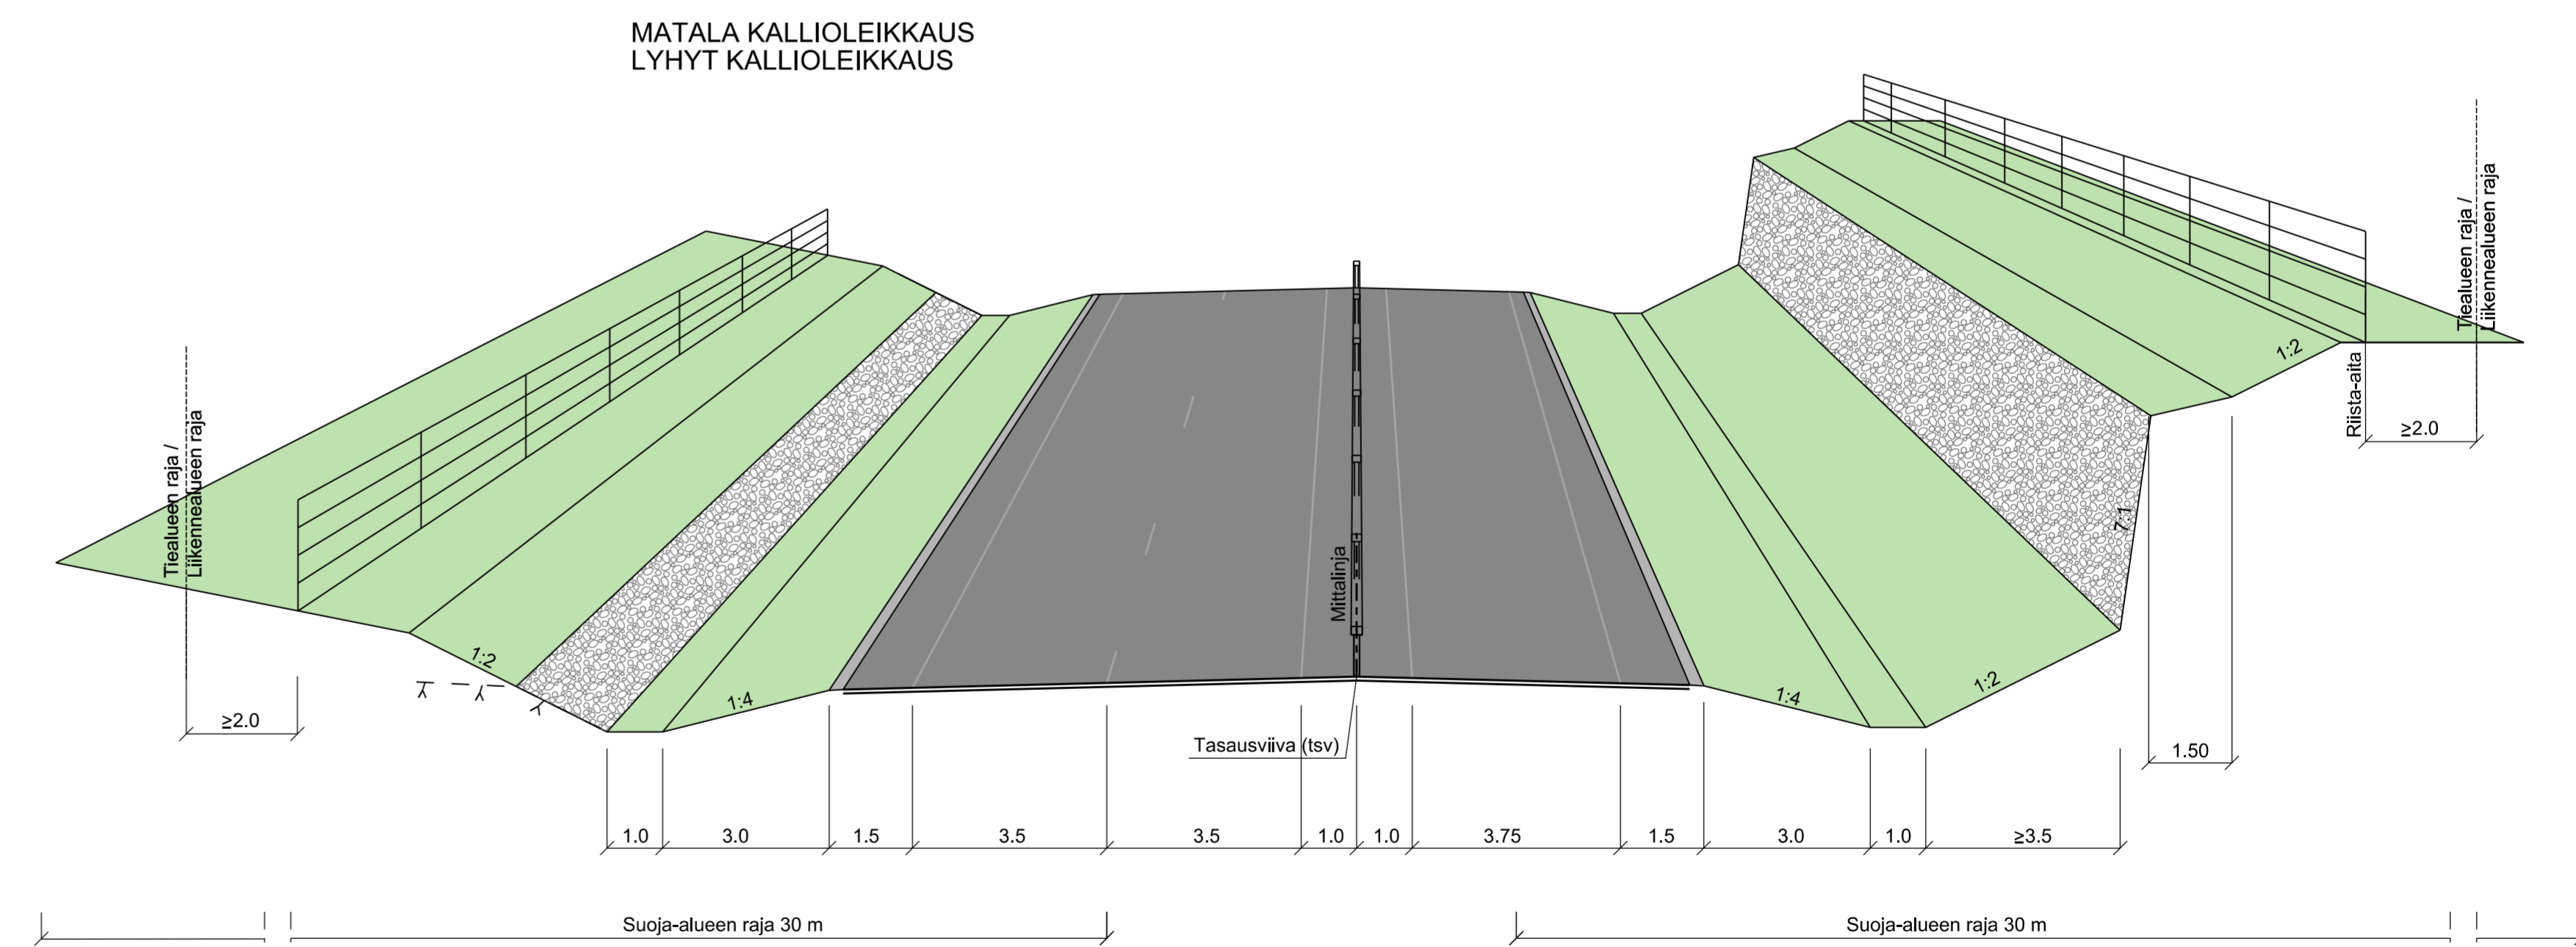 MATALA KALLIOLEIKKAUS
LYHYT KALLIOLEIKKAUS
Tiealueen raja /
Liikennealueen raja
Tiealueen raja /
Liikennealueen raja
1:2
Riista-aita
≥2.0
7:1
Mittalinja
1:2
1:4
1:4
1:2
≥2.0
Tasausviiva (tsv)
1.50
1.0 3.0 1.5 3.5 3.5 1.0 1.0 3.75 1.5 3.0 1.0 ≥3.5
Suoja-alueen raja 30 m
Suoja-alueen raja 30 m